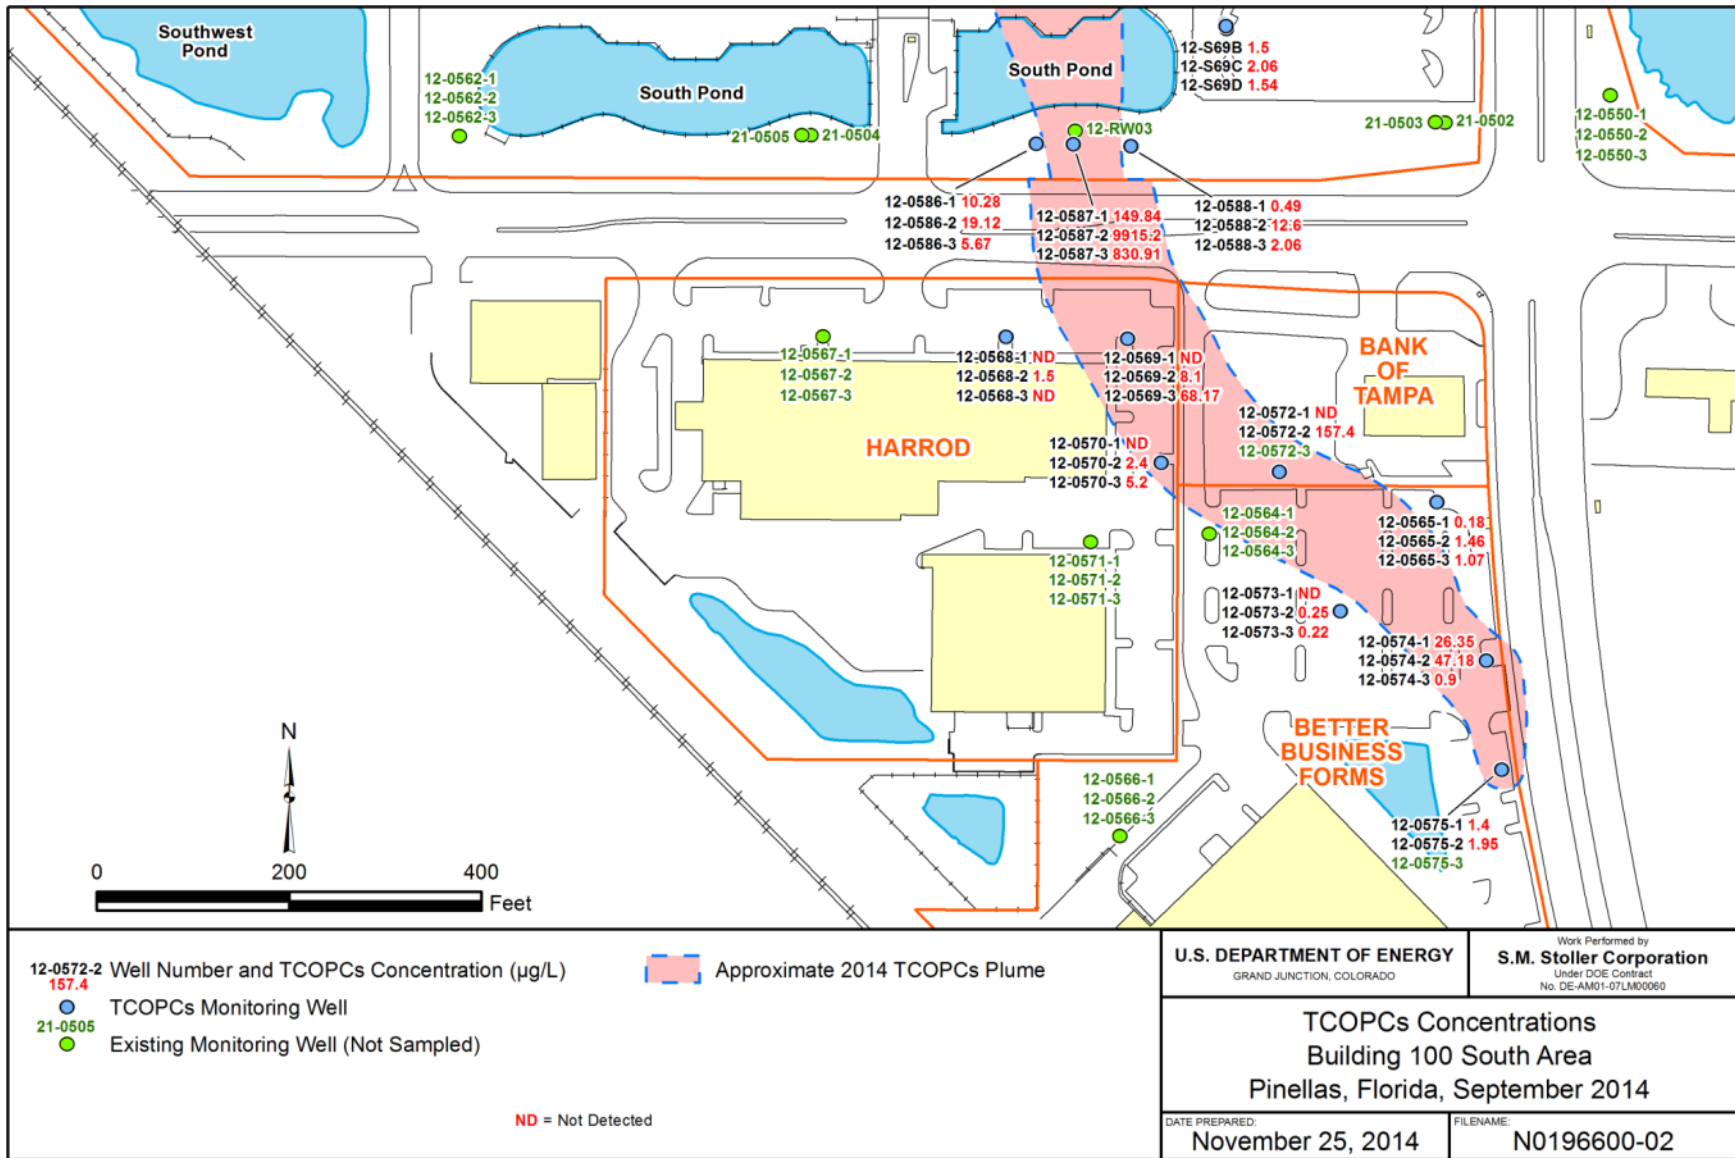 Southwest
Pond
12-0562-1
12-0562-2
12-0562-3
South Pond
21-0505
21-0504
South Pond
12-S69B 1.5
12-S69C 2.06
12-S69D 1.54
12-RW03
21-0503
21-0502
12-0550-1
12-0550-2
12-0550-3
12-0586-1 10.28
12-0586-2 19.12
12-0586-3 5.67
12-0587-1 149.84
12-0587-2 9915.2
12-0587-3 830.91
12-0588-1 0.49
12-0588-2 12.6
12-0588-3 2.06
12-0567-1
12-0567-2
12-0567-3
12-0568-1 ND
12-0568-2 1.5
12-0568-3 ND
12-0569-1 ND
12-0569-2 8.1
12-0569-3 68.17
BANK
OF
TAMPA
HARROD
12-0570-1 ND
12-0570-2 2.4
12-0570-3 5.2
12-0572-1 ND
12-0572-2 157.4
12-0572-3
12-0564-1
12-0564-2
12-0564-3
12-0565-1 0.18
12-0565-2 1.46
12-0565-3 1.07
12-0571-1
12-0571-2
12-0571-3
12-0573-1 ND
12-0573-2 0.25
12-0573-3 0.22
12-0574-1 26.35
12-0574-2 47.18
12-0574-3 0.9
BETTER
BUSINESS
FORMS
12-0566-1
12-0566-2
12-0566-3
12-0575-1 1.4
12-0575-2 1.95
12-0575-3
N
0 200 400
Feet
12-0572-2 Well Number and TCOPCs Concentration (µg/L)
157.4
TCOPCs Monitoring Well
21-0505
Existing Monitoring Well (Not Sampled)
Approximate 2014 TCOPCs Plume
ND = Not Detected
U.S. DEPARTMENT OF ENERGY
GRAND JUNCTION, COLORADO
Work Performed by
S.M. Stoller Corporation
Under DOE Contract
No. DE-AM01-07LM00060
TCOPCs Concentrations
Building 100 South Area
Pinellas, Florida, September 2014
DATE PREPARED:
November 25, 2014
FILENAME:
N0196600-02